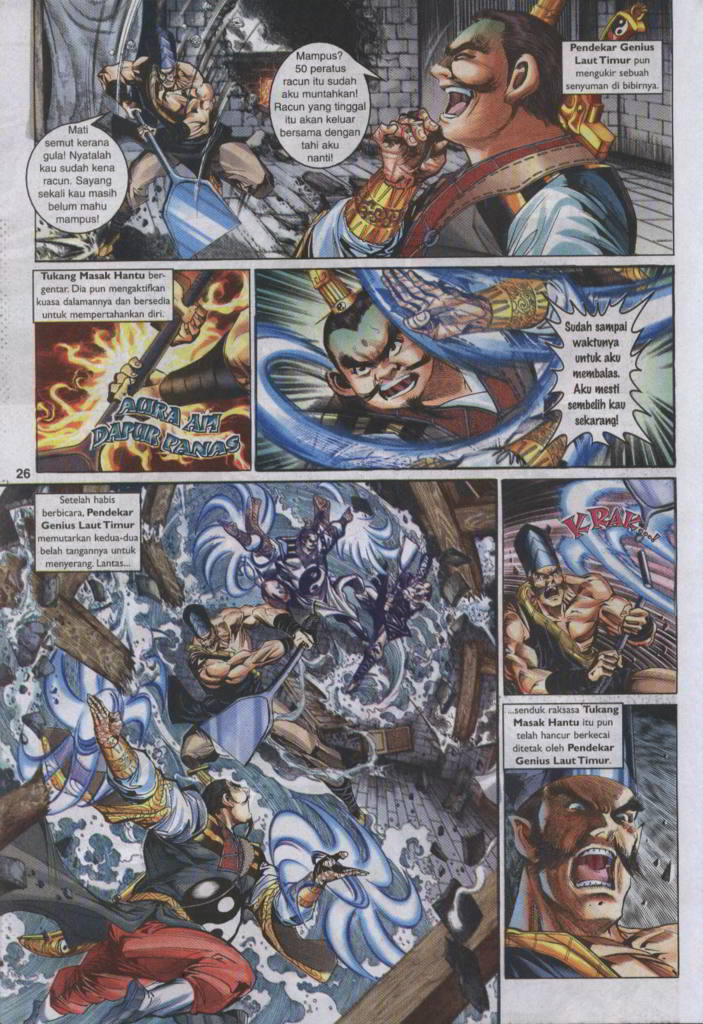 Mati
semut kerana
gula! Nyatalah
kau sudah kena
racun. Sayang
sekali kau masih
belum mahu
mampus!
Mampus?
50 peratus
racun itu sudah
aku muntahkan!
Racun yang tinggal
itu akan keluar
bersama dengan
tahi aku
nanti!
Pendekar Genius
Laut Timur pun
mengukir sebuah
senyuman di bibirnya.
Tukang Masak Hantu ber-
gentar. Dia pun mengaktifkan
kuasa dalamannya dan bersedia
untuk mempertahankan diri.
AURA API
DAPUR PANAS
Sudah sampai
waktunya
untuk aku
membalas.
Aku mesti
sembelih kau
sekarang!
26
Setelah habis
berbicara, Pendekar
Genius Laut Timur
memutarkan kedua-dua
belah tangannya untuk
menyerang. Lantas...
...senduk raksasa Tukang
Masak Hantu itu pun
telah hancur berkecai
ditetak oleh Pendekar
Laut Timur.